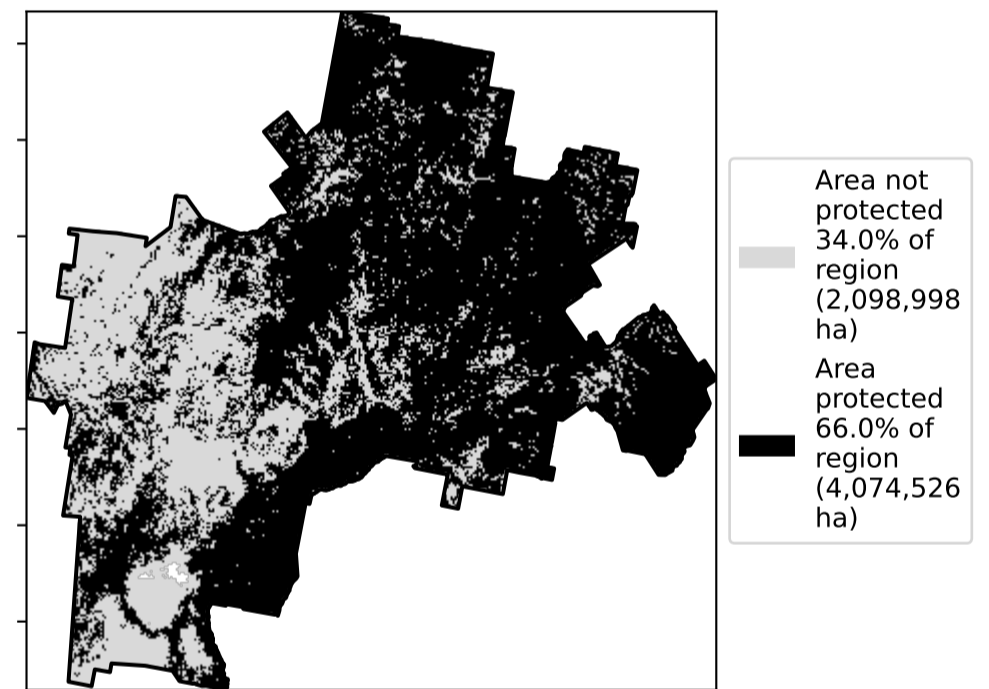 Area not
protected
34.0% of
region
(2,098,998
ha)
Area
protected
66.0% of
region
(4,074,526
ha)